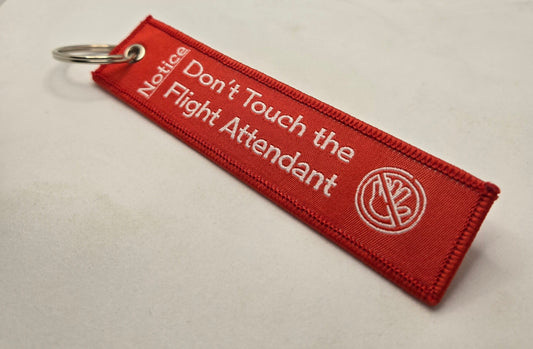 Notice
Don't Touch the
Flight Attendant